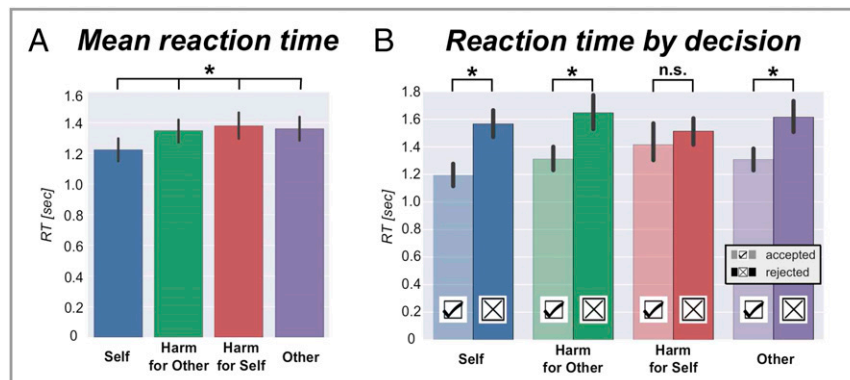 A Mean reaction time
*
RT [sec]
1.6
1.4
1.2
1.0
0.8
0.6
0.4
0.2
0
Self
Harm
for Other
Harm
for Self
Other
B Reaction time by decision
* * n.s. *
RT [sec]
1.8
1.6
1.4
1.2
1.0
0.8
0.6
0.4
0.2
0
accepted
rejected
Self
Harm
for Other
Harm
for Self
Other